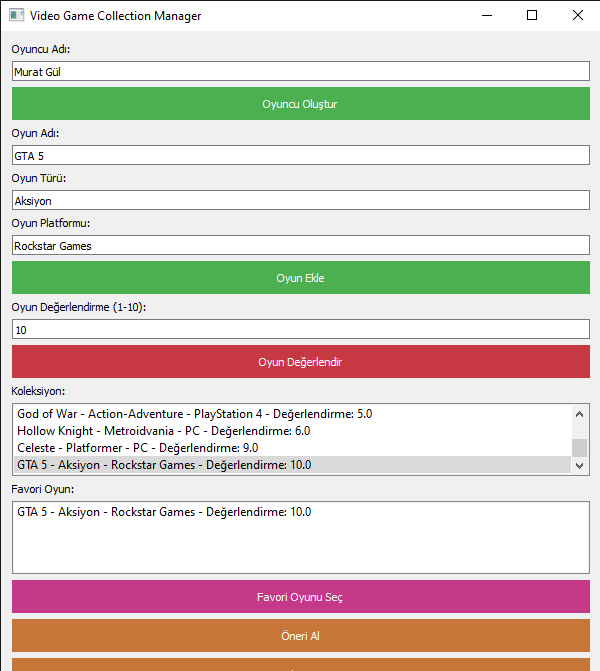 Video Game Collection Manager
Oyuncu Adı:
Murat Gül
Oyuncu Oluştur
Oyun Adı:
GTA 5
Oyun Türü:
Aksiyon
Oyun Platformu:
Rockstar Games
Oyun Ekle
Oyun Değerlendirme (1-10):
10
Oyun Değerlendir
Koleksiyon:
God of War - Action-Adventure - PlayStation 4 - Değerlendirme: 5.0
Hollow Knight - Metroidvania - PC - Değerlendirme: 6.0
Celeste - Platformer - PC - Değerlendirme: 9.0
GTA 5 - Aksiyon - Rockstar Games - Değerlendirme: 10.0
Favori Oyun:
GTA 5 - Aksiyon - Rockstar Games - Değerlendirme: 10.0
Favori Oyunu Seç
Öneri Al